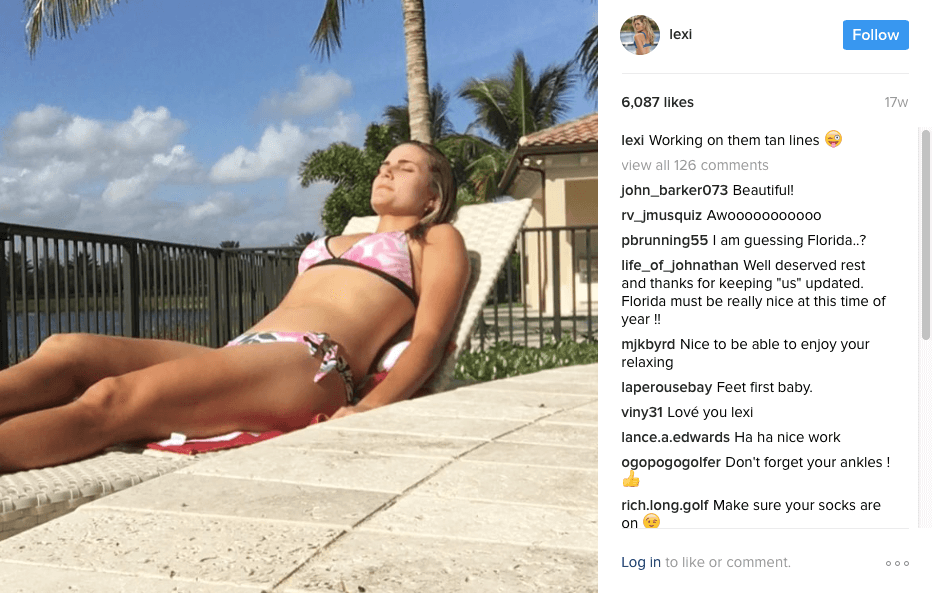 lexi
Follow
6,087 likes
17w
lexi Working on them tan lines 😜
view all 126 comments
john_barker073 Beautiful!
rv_jmusquiz Awooooooooooo
pbrunning55 I am guessing Florida..?
life_of_johnathan Well deserved rest
and thanks for keeping "us" updated.
Florida must be really nice at this time of
year !!
mjkbyrd Nice to be able to enjoy your
relaxing
laperousebay Feet first baby.
viny31 Lové you lexi
lance.a.edwards Ha ha nice work
ogopogogolfer Don't forget your ankles !
👍
rich.long.golf Make sure your socks are
on 😉
Log in to like or comment.